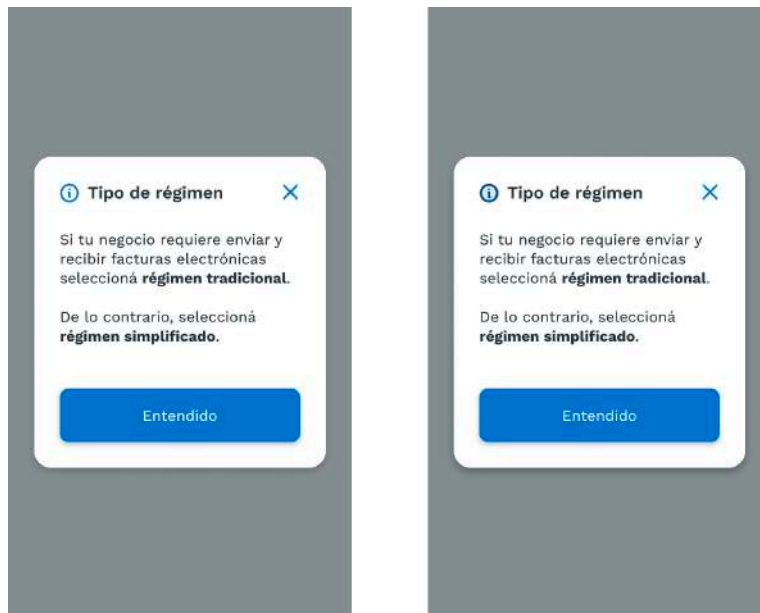 Tipo de régimen
Si tu negocio requiere enviar y
recibir facturas electrónicas
seleccioná régimen tradicional.
De lo contrario, seleccioná
régimen simplificado.
Entendido
Tipo de régimen
Si tu negocio requiere enviar y
recibir facturas electrónicas
seleccioná régimen tradicional.
De lo contrario, seleccioná
régimen simplificado.
Entendido